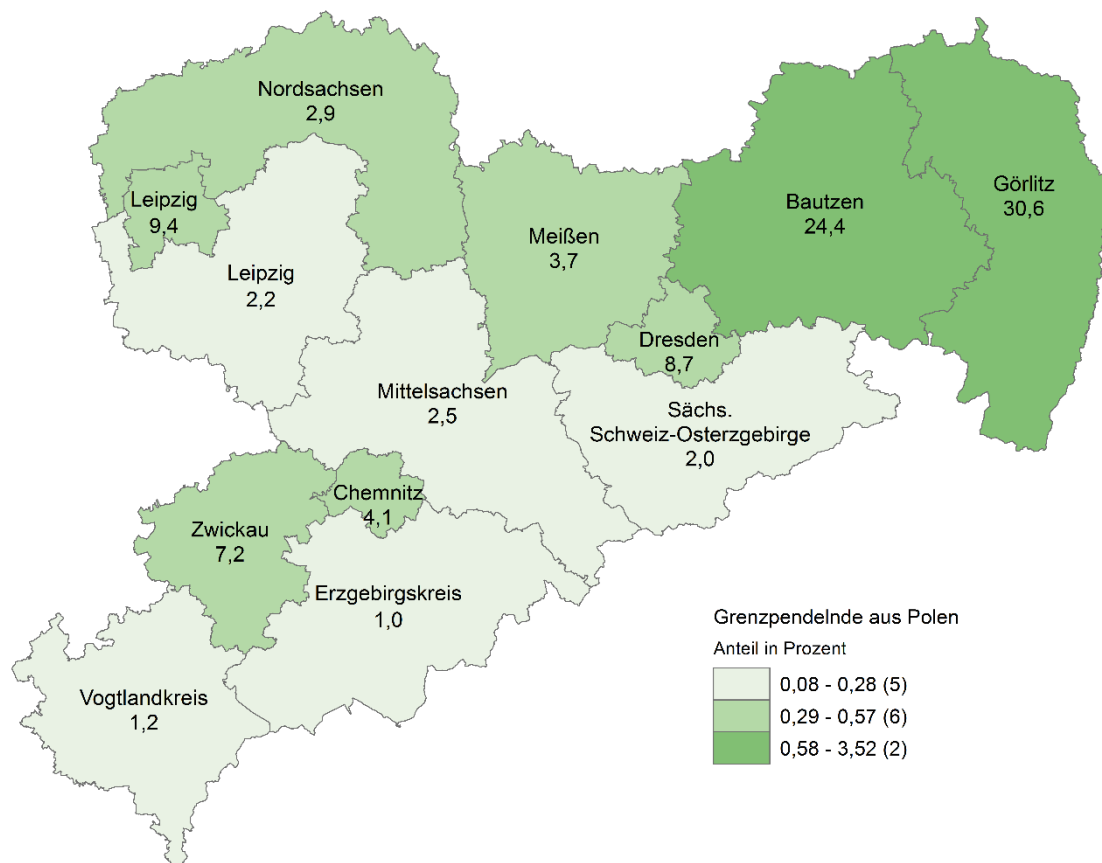 Nordsachsen
2,9
Leipzig
9,4
Leipzig
2,2
Meißen
3,7
Bautzen
24,4
Görlitz
30,6
Dresden
8,7
Mittelsachsen
2,5
Sächs.
Schweiz-Osterzgebirge
2,0
Chemnitz
4,1
Zwickau
7,2
Erzgebirgskreis
1,0
Vogtlandkreis
1,2
Grenzpendelnde aus Polen
Anteil in Prozent
0,08 - 0,28 (5)
0,29 - 0,57 (6)
0,58 - 3,52 (2)